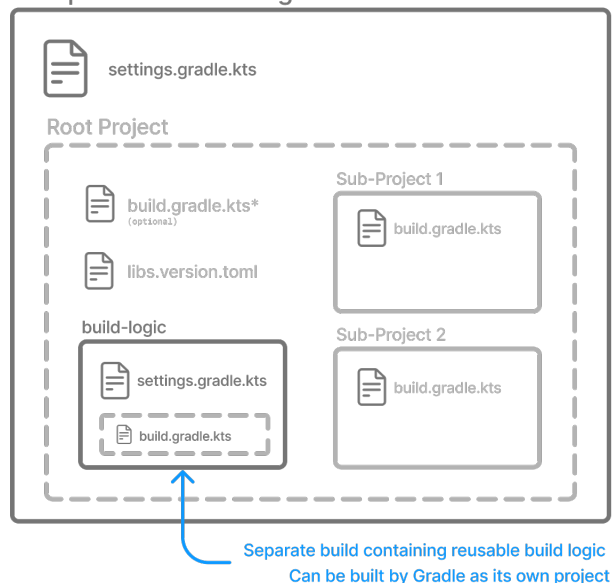 settings.gradle.kts
Root Project
build.gradle.kts*
(optional)
libs.version.toml
Sub-Project 1
build.gradle.kts
build-logic
settings.gradle.kts
build.gradle.kts
Sub-Project 2
build.gradle.kts
Separate build containing reusable build logic
Can be built by Gradle as its own project